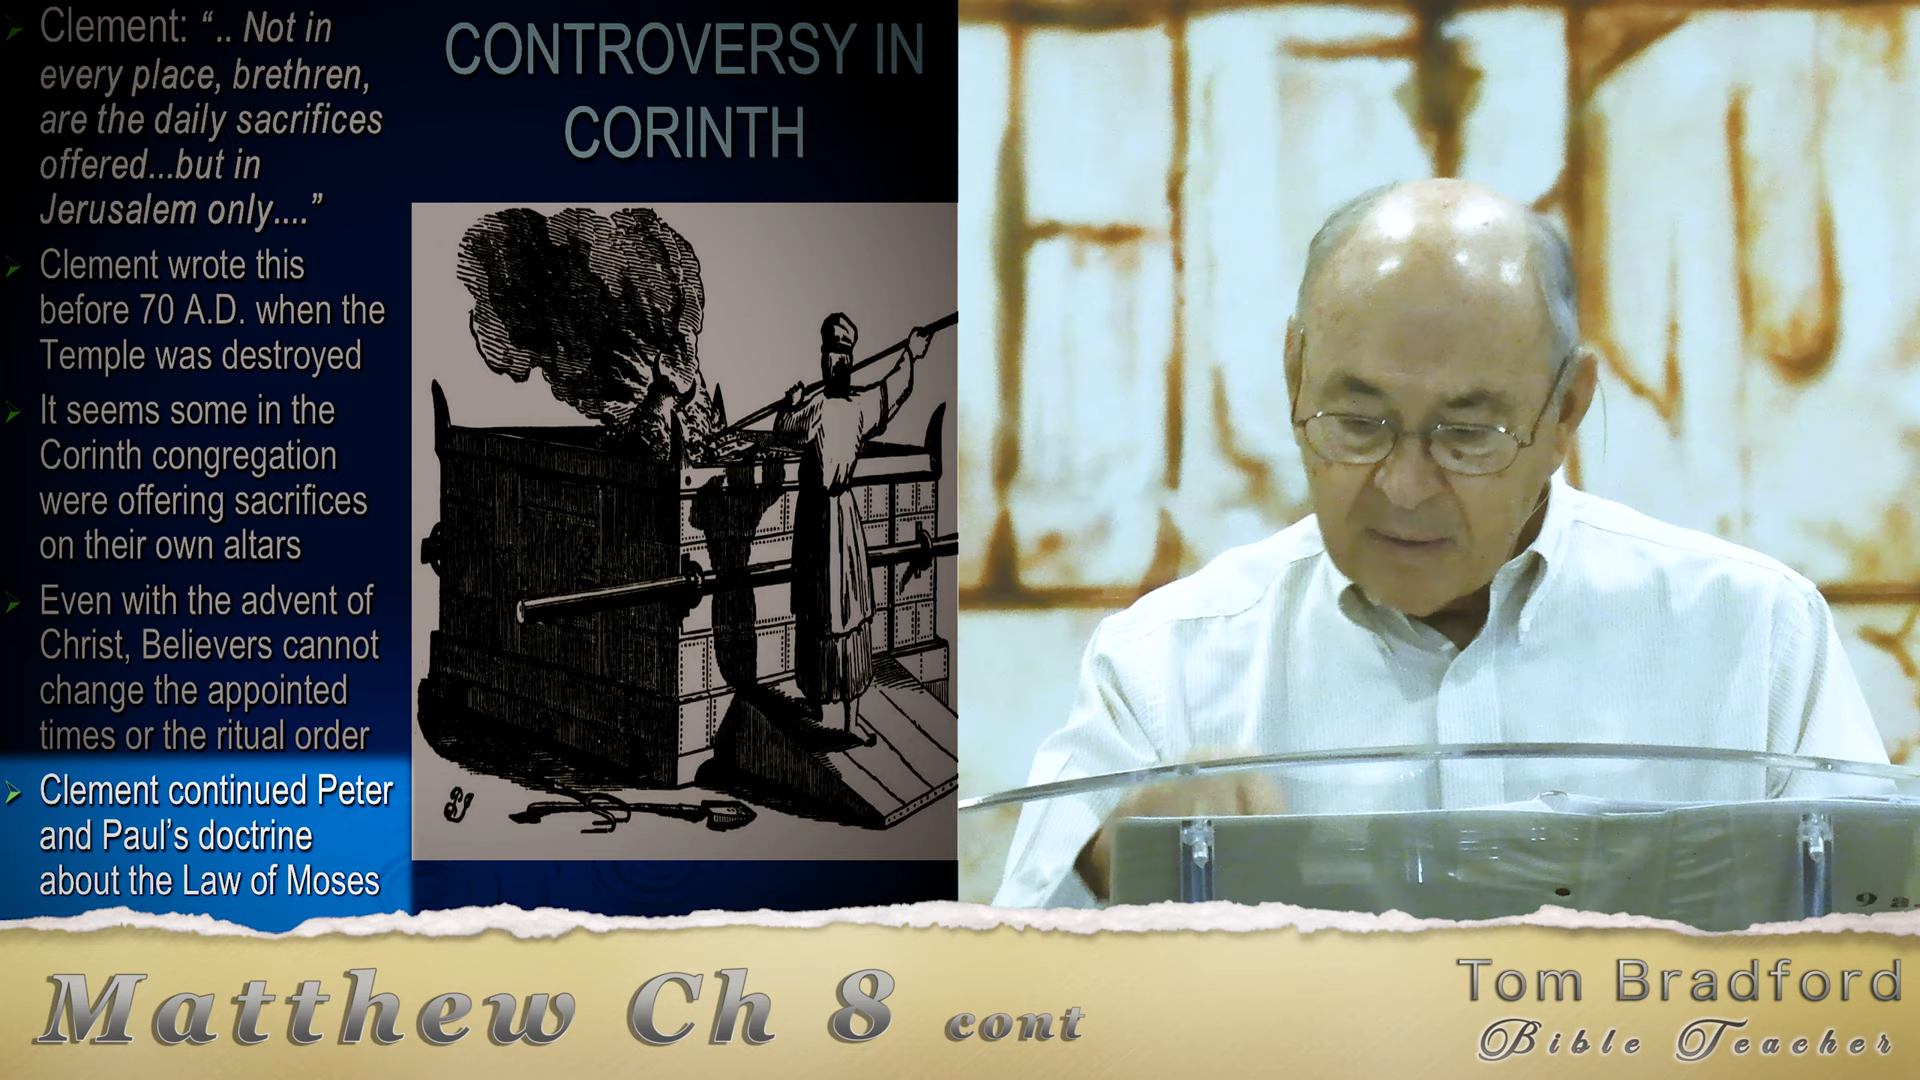 Clement: “.. Not in
every place, brethren,
are the daily sacrifices
offered...but in
Jerusalem only....”
Clement wrote this
before 70 A.D. when the
Temple was destroyed
It seems some in the
Corinth congregation
were offering sacrifices
on their own altars
Even with the advent of
Christ, Believers cannot
change the appointed
times or the ritual order
Clement continued Peter
and Paul’s doctrine
about the Law of Moses
CONTROVERSY IN
CORINTH
Matthew Ch 8 cont
Tom Bradford
Bible Teacher